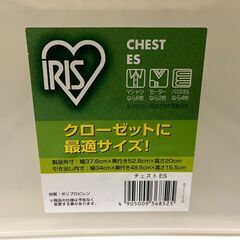 IRIS
CHEST
ES
Yシャツ
なら6枚
セーター
なら2枚
バスタオル
なら4枚
クローゼットに
最適サイズ!
製品外寸:幅37.6cm×奥行き52.8cm×高さ20cm
引き出し内寸:幅34cm×奥行き48.5cm×高さ15.5cm
材質:ポリプロピレン
チェストES
4 905009 368525